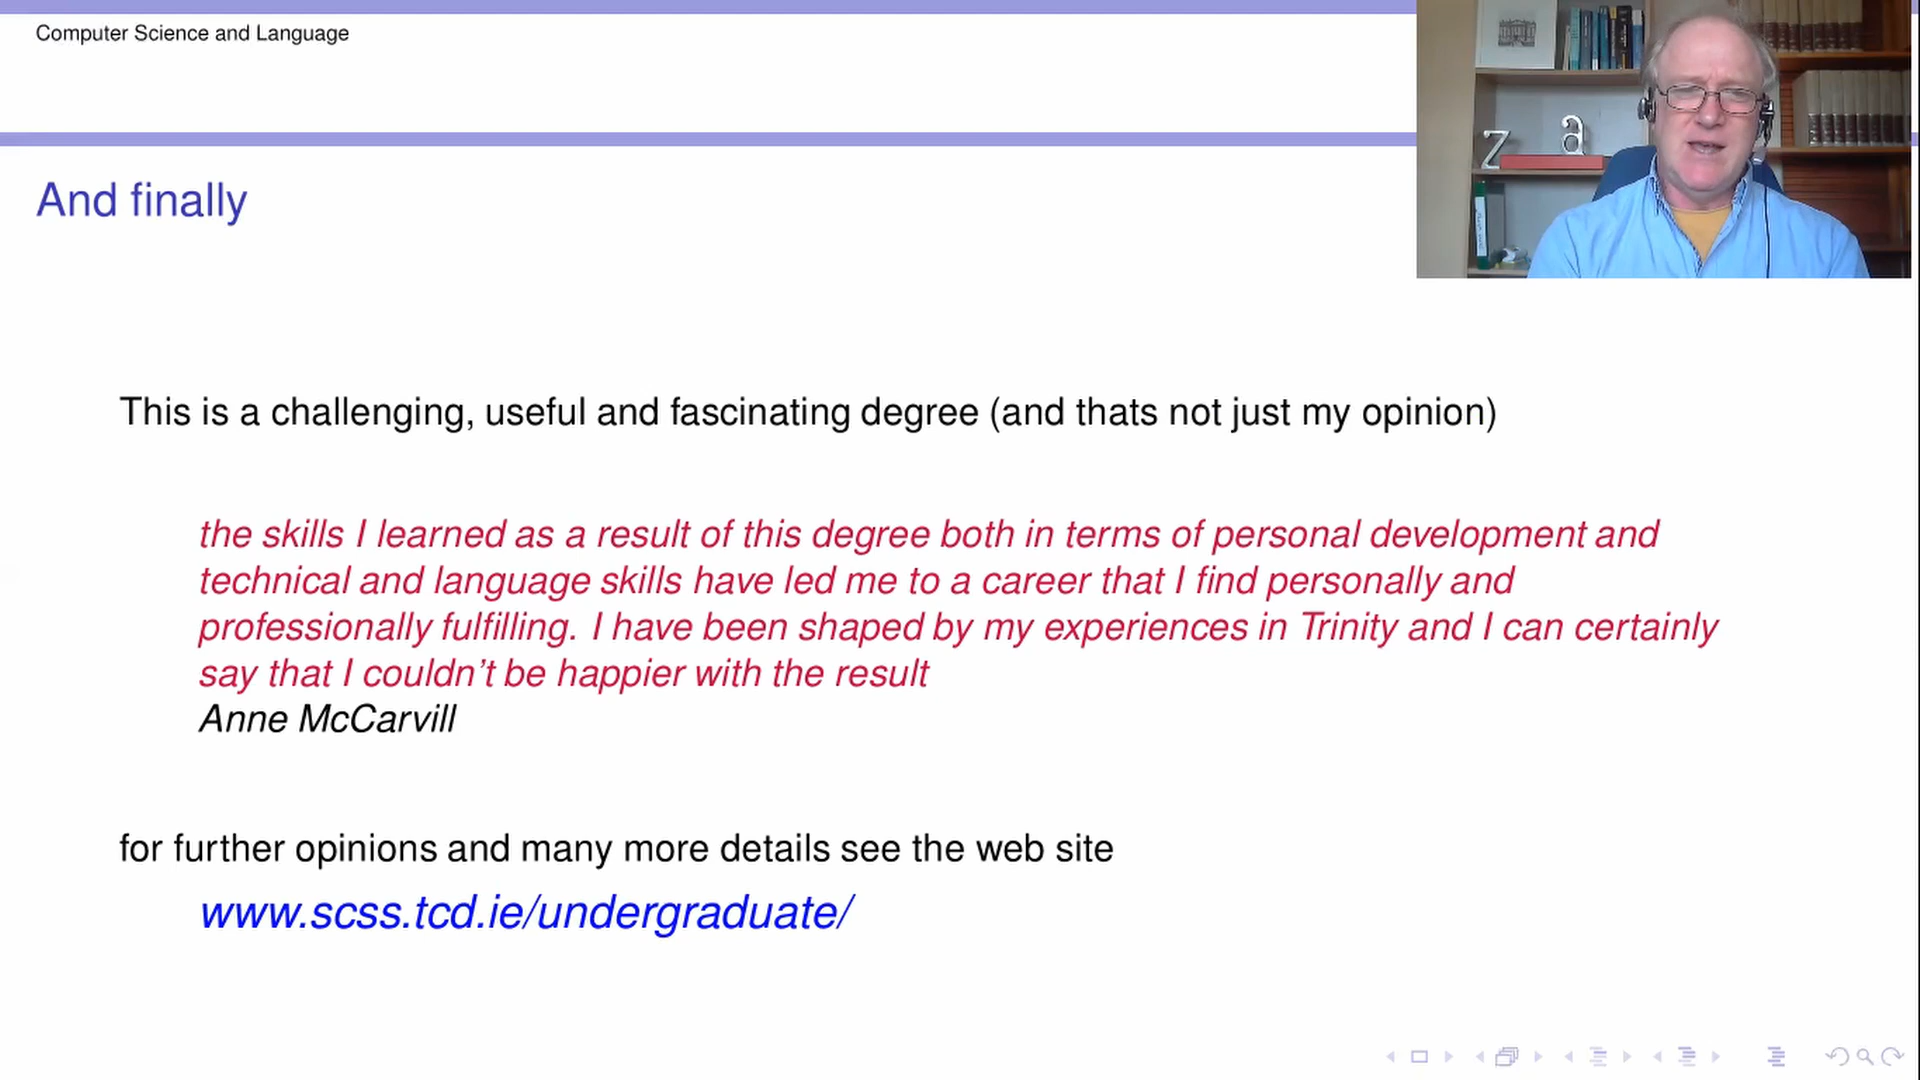 Computer Science and Language
And finally
This is a challenging, useful and fascinating degree (and thats not just my opinion)
the skills I learned as a result of this degree both in terms of personal development and
technical and language skills have led me to a career that I find personally and
professionally fulfilling. I have been shaped by my experiences in Trinity and I can certainly
say that I couldn't be happier with the result
Anne McCarvill
for further opinions and many more details see the web site
www.scss.tcd.ie/undergraduate/
z a